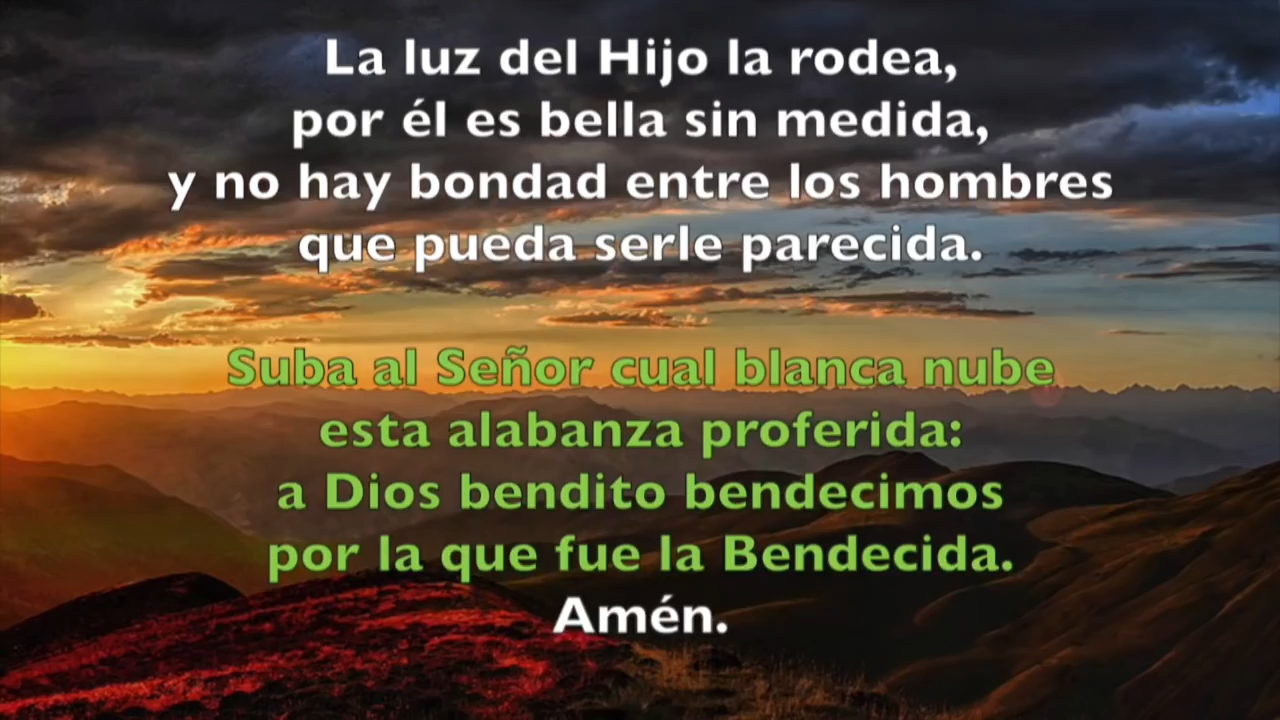 La luz del Hijo la rodea,
por él es bella sin medida,
y no hay bondad entre los hombres
que pueda serle parecida.
Suba al Señor cual blanca nube
esta alabanza proferida:
a Dios bendito bendecimos
por la que fue la Bendecida.
Amén.